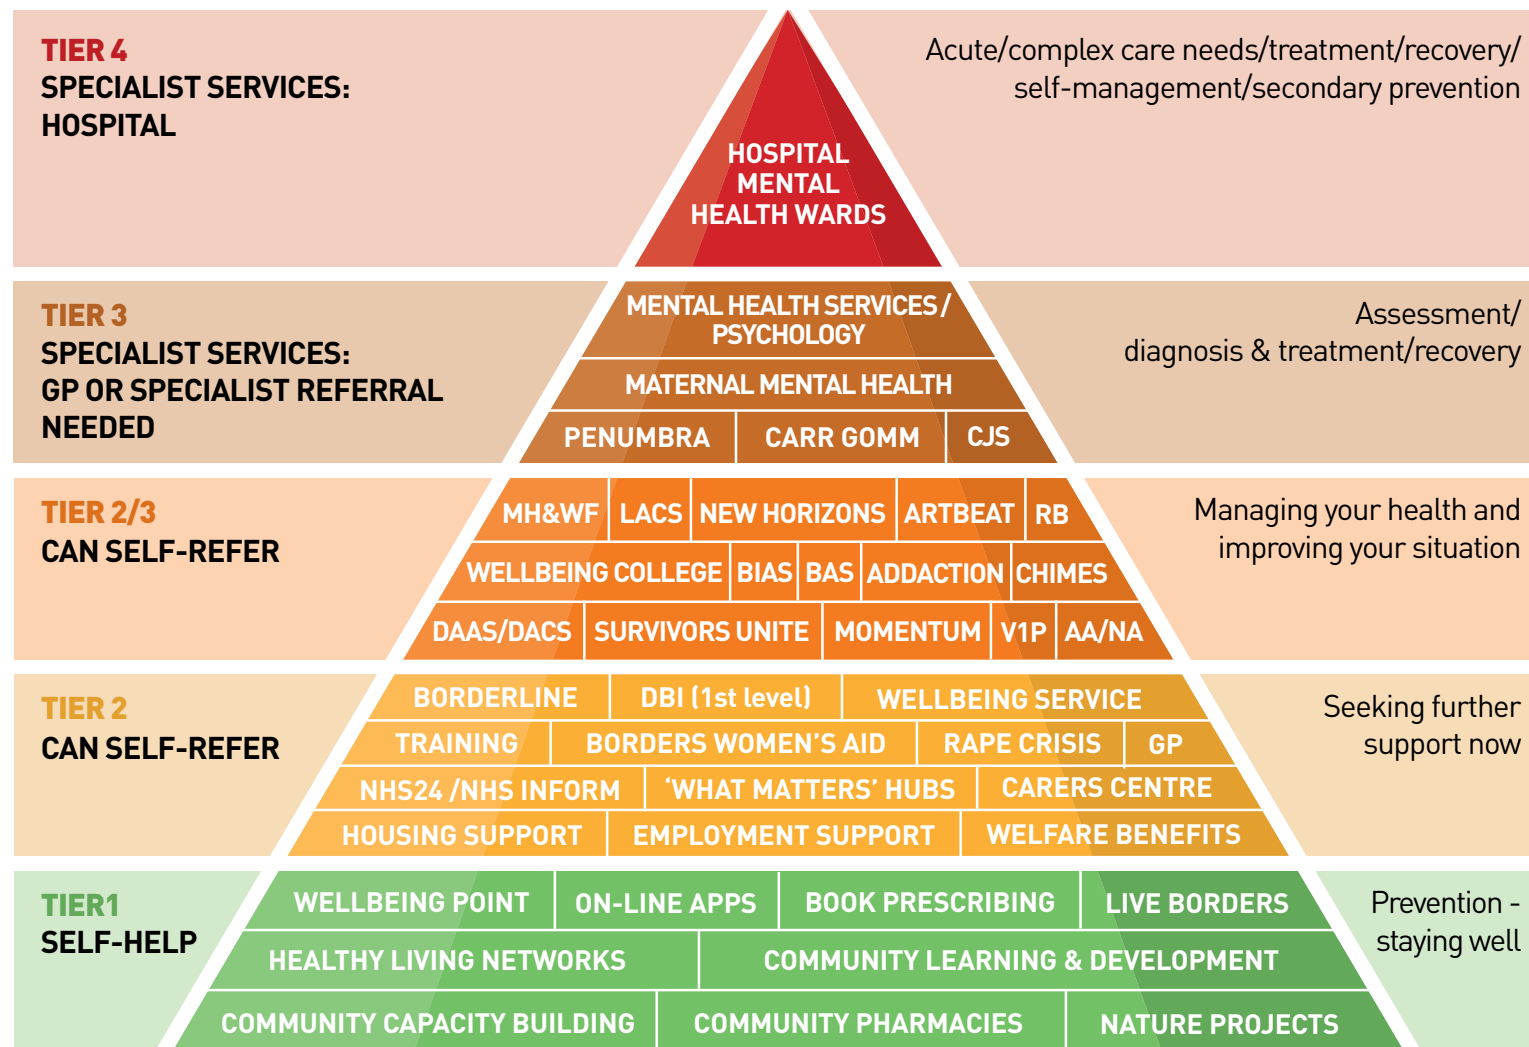 TIER 4
SPECIALIST SERVICES:
HOSPITAL
HOSPITAL
MENTAL
HEALTH WARDS
Acute/complex care needs/treatment/recovery/
self-management/secondary prevention
TIER 3
SPECIALIST SERVICES:
GP OR SPECIALIST REFERRAL
NEEDED
MENTAL HEALTH SERVICES /
PSYCHOLOGY
MATERNAL MENTAL HEALTH
PENUMBRA CARR GOMM CJS
Assessment/
diagnosis & treatment/recovery
TIER 2/3
CAN SELF-REFER
MH&WF LACS NEW HORIZONS ARTBEAT RB
WELLBEING COLLEGE BIAS BAS ADDACTION CHIMES
DAAS/DACS SURVIVORS UNITE MOMENTUM V1P AA/NA
Managing your health and
improving your situation
TIER 2
CAN SELF-REFER
BORDERLINE DBI (1st level) WELLBEING SERVICE
TRAINING BORDERS WOMEN'S AID RAPE CRISIS GP
NHS24 /NHS INFORM ‘WHAT MATTERS’ HUBS CARERS CENTRE
HOUSING SUPPORT EMPLOYMENT SUPPORT WELFARE BENEFITS
Seeking further
support now
TIER1
SELF-HELP
WELLBEING POINT ON-LINE APPS BOOK PRESCRIBING LIVE BORDERS
HEALTHY LIVING NETWORKS COMMUNITY LEARNING & DEVELOPMENT
COMMUNITY CAPACITY BUILDING COMMUNITY PHARMACIES NATURE PROJECTS
Prevention -
staying well